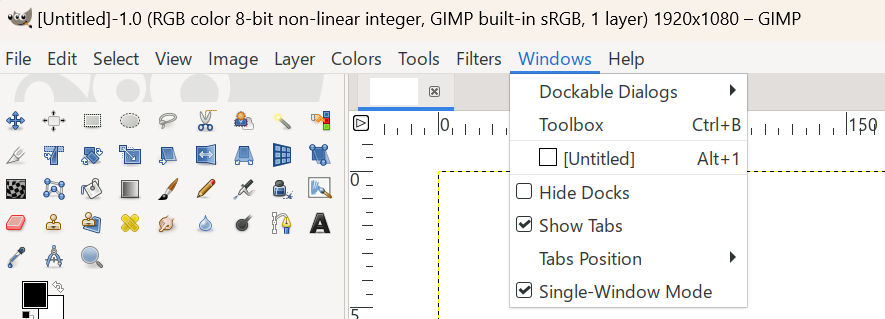 [Untitled]-1.0 (RGB color 8-bit non-linear integer, GIMP built-in sRGB, 1 layer) 1920x1080 – GIMP
File Edit Select View Image Layer Colors Tools Filters Windows Help
Dockable Dialogs
Toolbox Ctrl+B
[Untitled] Alt+1
Hide Docks
Show Tabs
Tabs Position
Single-Window Mode
0
150
0
5